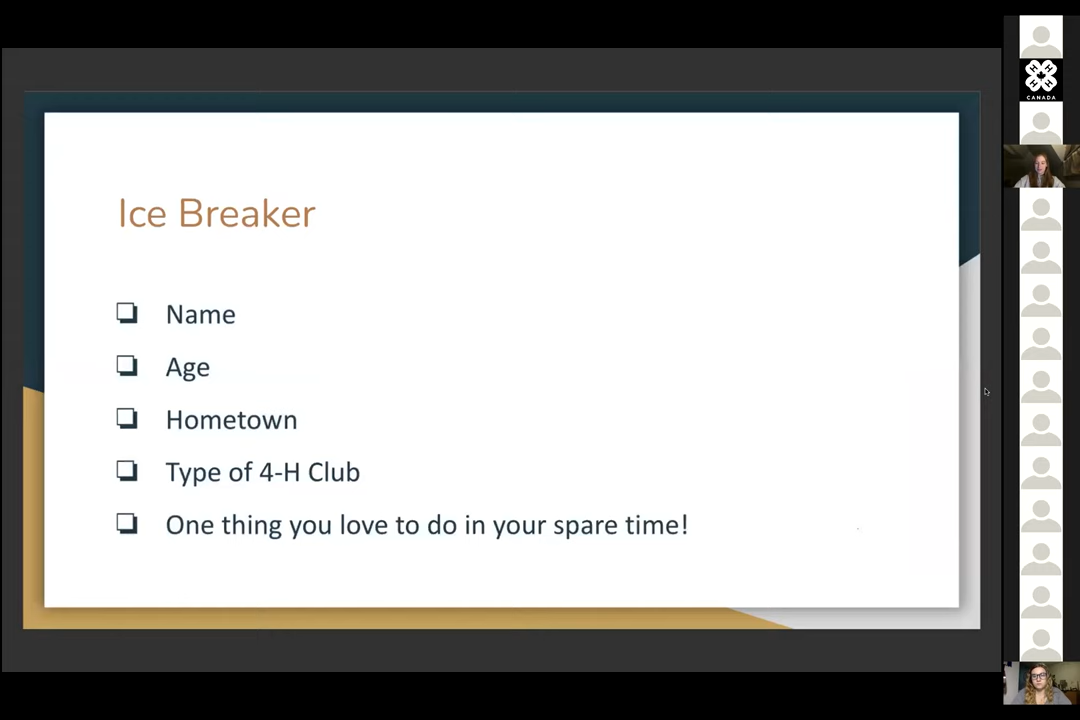 Ice Breaker
Name
Age
Hometown
Type of 4-H Club
One thing you love to do in your spare time!
H H
H H
CANADA